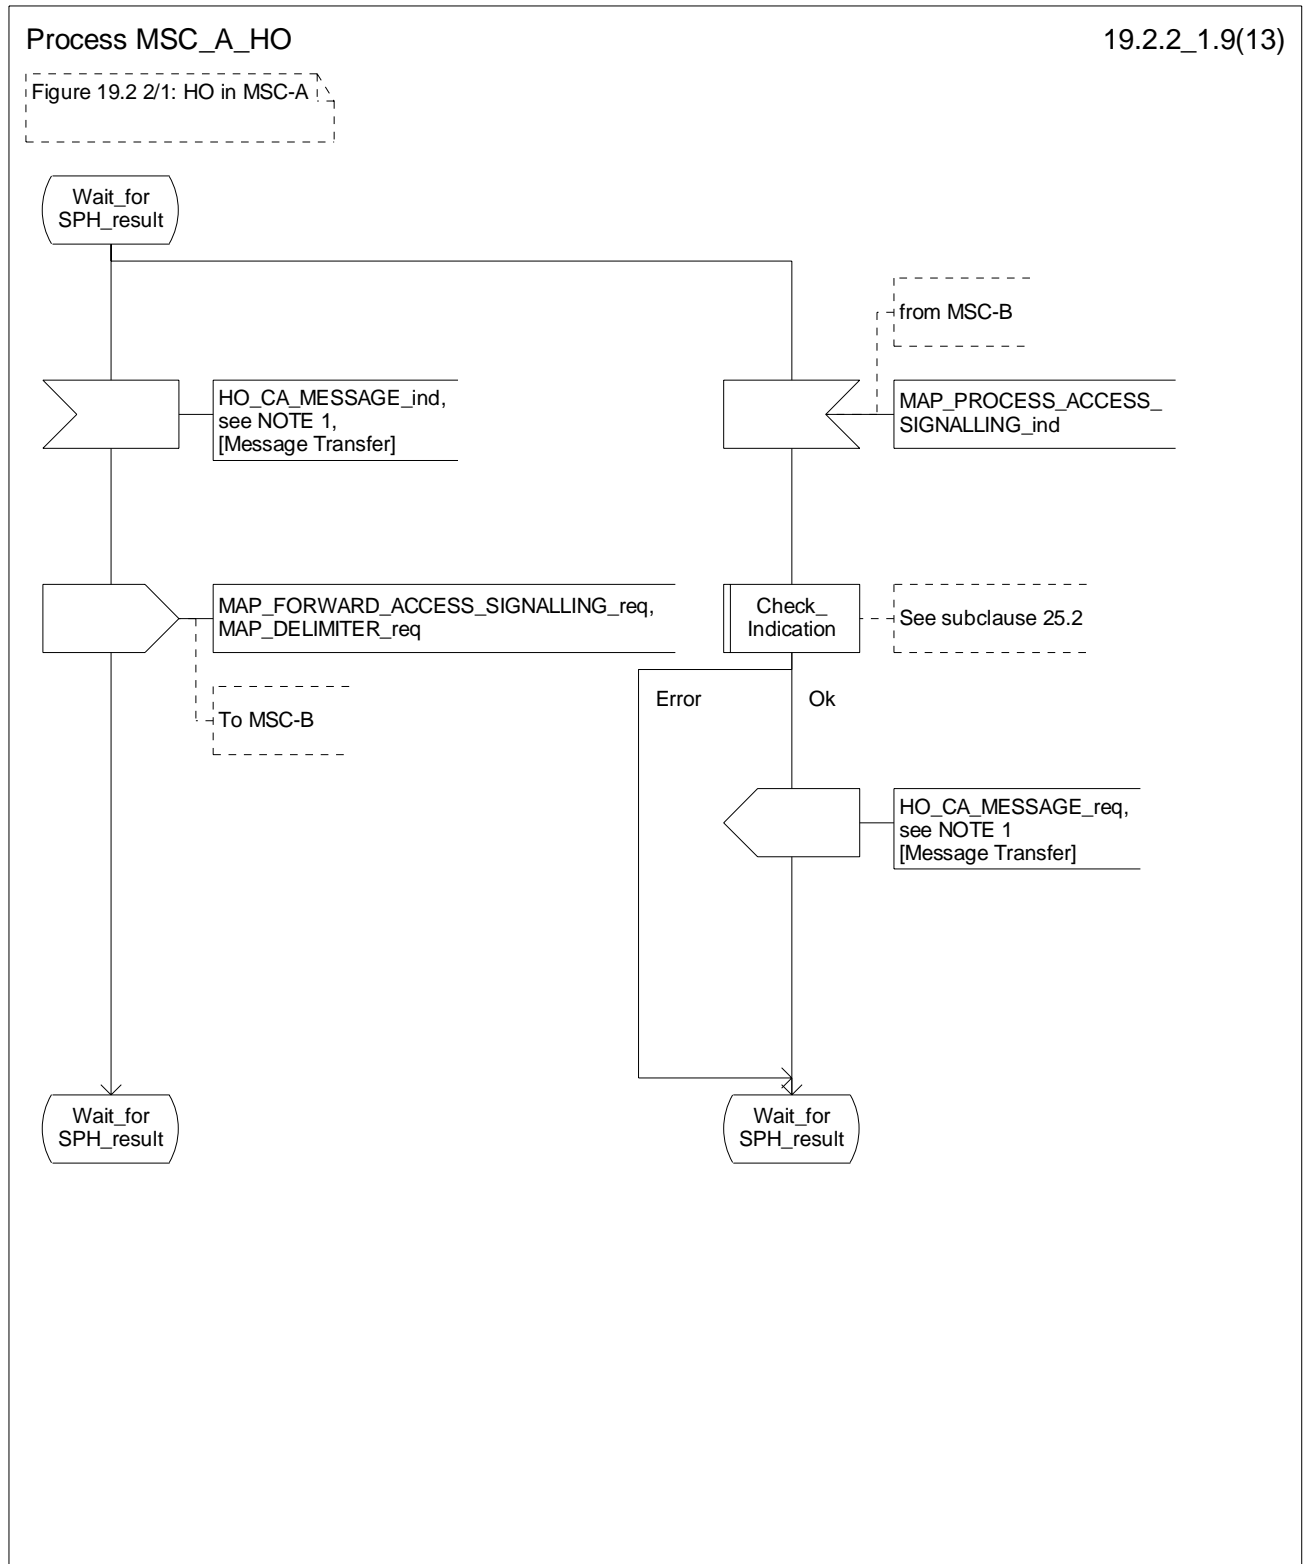 Process MSC_A_HO
19.2.2_1.9(13)
Figure 19.2 2/1: HO in MSC-A
Wait_for
SPH_result
from MSC-B
HO_CA_MESSAGE_ind,
see NOTE 1,
[Message Transfer]
MAP_PROCESS_ACCESS_
SIGNALLING_ind
MAP_FORWARD_ACCESS_SIGNALLING_req,
MAP_DELIMITER_req
Check_
Indication
See subclause 25.2
To MSC-B
Error
Ok
HO_CA_MESSAGE_req,
see NOTE 1
[Message Transfer]
Wait_for
SPH_result
Wait_for
SPH_result